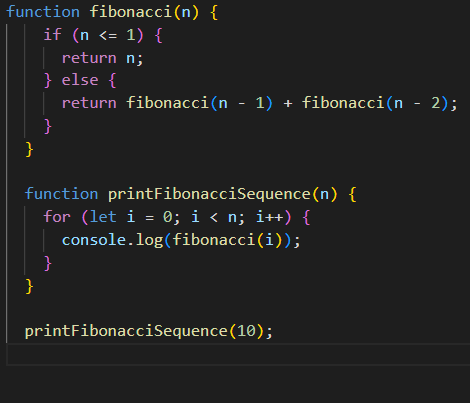 function fibonacci(n) {
    if (n <= 1) {
      return n;
    } else {
      return fibonacci(n - 1) + fibonacci(n - 2);
    }
  }

  function printFibonacciSequence(n) {
    for (let i = 0; i < n; i++) {
      console.log(fibonacci(i));
    }
  }

  printFibonacciSequence(10);